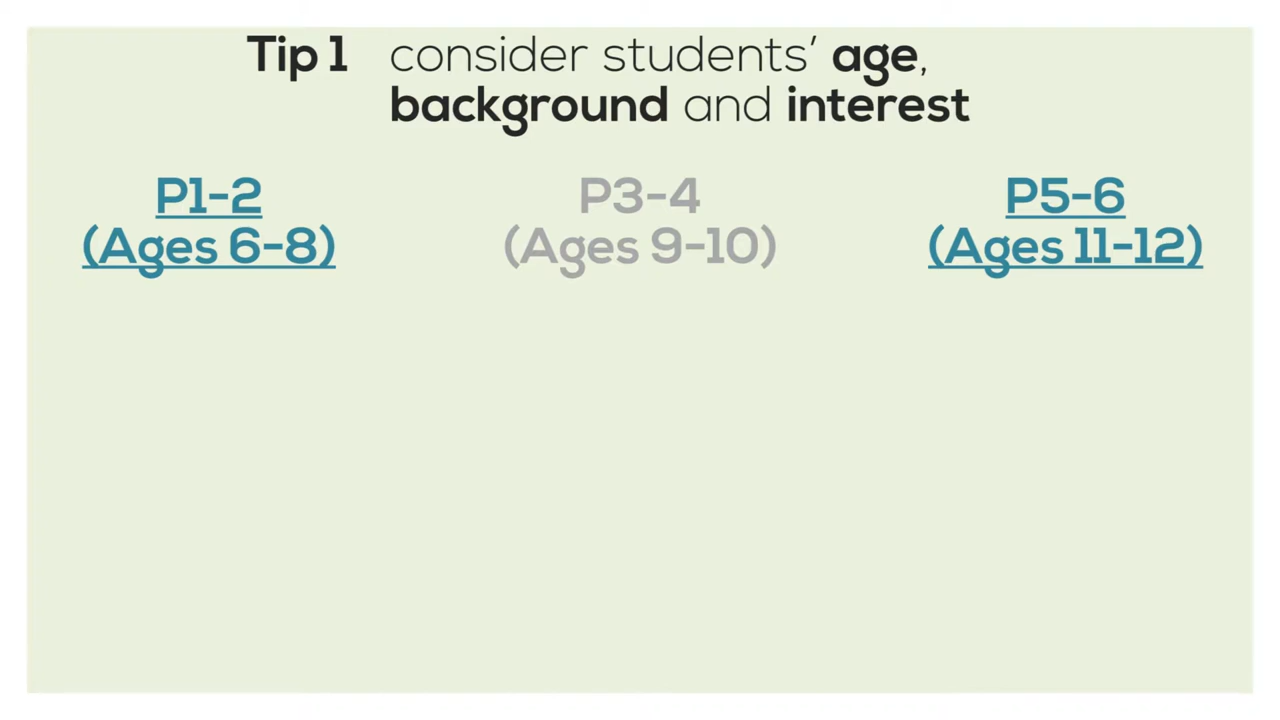 Tip 1 consider students’ age,
background and interest
P1-2
(Ages 6-8)
P3-4
(Ages 9-10)
P5-6
(Ages 11-12)